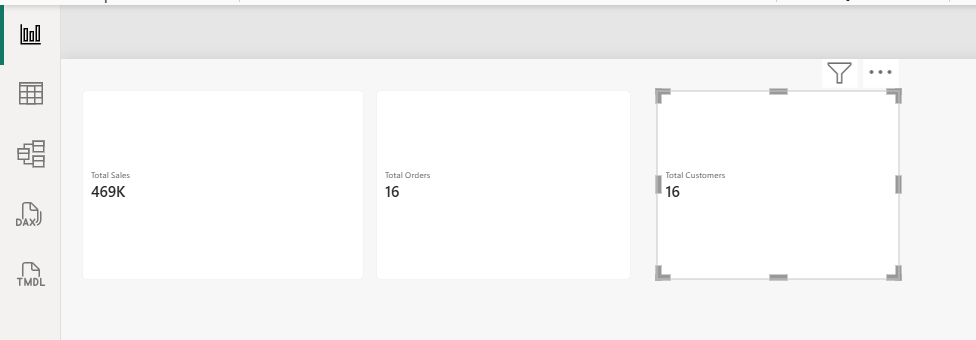 Total Sales
469K
Total Orders
16
Total Customers
16
DAX
TMDL